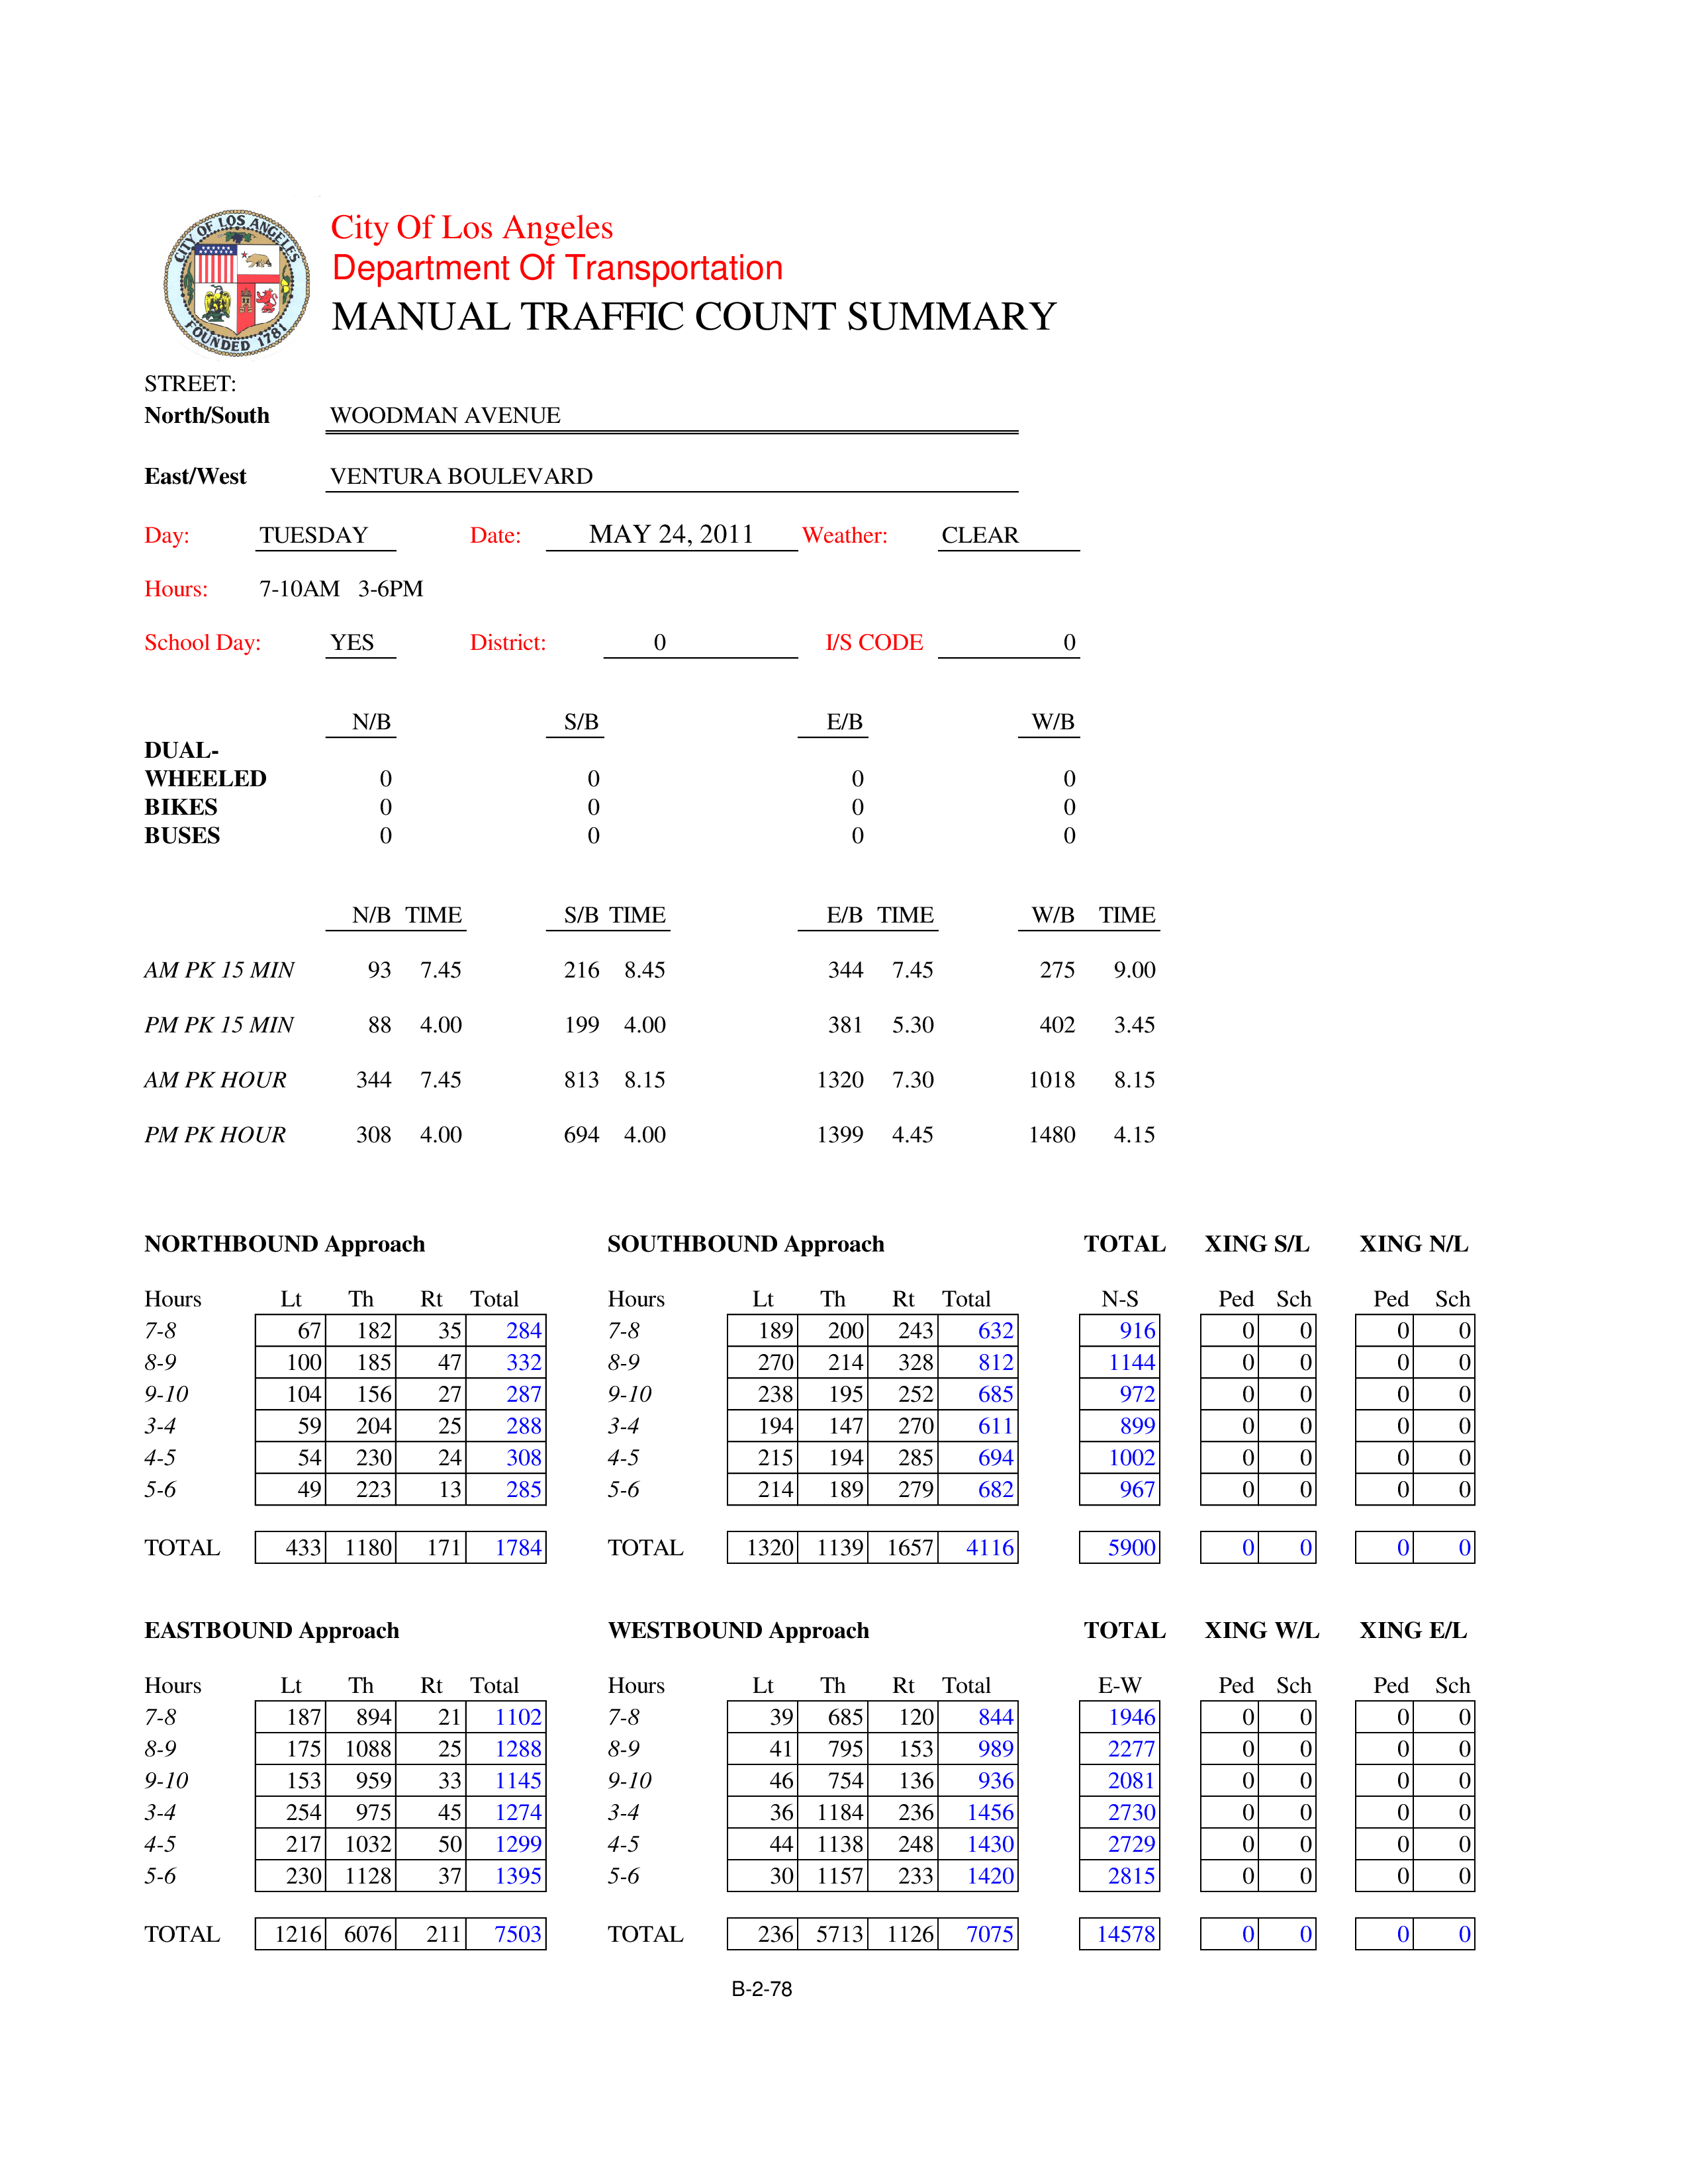 CITY OF LOS ANGELES
FOUNDED 1781
City Of Los Angeles
Department Of Transportation
MANUAL TRAFFIC COUNT SUMMARY
STREET:
North/South WOODMAN AVENUE
East/West VENTURA BOULEVARD
Day: TUESDAY Date: MAY 24, 2011 Weather: CLEAR
Hours: 7-10AM 3-6PM
School Day: YES District: 0 I/S CODE 0
N/B S/B E/B W/B
DUAL-
WHEELED 0 0 0 0
BIKES 0 0 0 0
BUSES 0 0 0 0
N/B TIME S/B TIME E/B TIME W/B TIME
AM PK 15 MIN 93 7.45 216 8.45 344 7.45 275 9.00
PM PK 15 MIN 88 4.00 199 4.00 381 5.30 402 3.45
AM PK HOUR 344 7.45 813 8.15 1320 7.30 1018 8.15
PM PK HOUR 308 4.00 694 4.00 1399 4.45 1480 4.15
NORTHBOUND Approach SOUTHBOUND Approach TOTAL XING S/L XING N/L
Hours Lt Th Rt Total Hours Lt Th Rt Total N-S Ped Sch Ped Sch
7-8 67 182 35 284 7-8 189 200 243 632 916 0 0 0 0
8-9 100 185 47 332 8-9 270 214 328 812 1144 0 0 0 0
9-10 104 156 27 287 9-10 238 195 252 685 972 0 0 0 0
3-4 59 204 25 288 3-4 194 147 270 611 899 0 0 0 0
4-5 54 230 24 308 4-5 215 194 285 694 1002 0 0 0 0
5-6 49 223 13 285 5-6 214 189 279 682 967 0 0 0 0
TOTAL 433 1180 171 1784 TOTAL 1320 1139 1657 4116 5900 0 0 0 0
EASTBOUND Approach WESTBOUND Approach TOTAL XING W/L XING E/L
Hours Lt Th Rt Total Hours Lt Th Rt Total E-W Ped Sch Ped Sch
7-8 187 894 21 1102 7-8 39 685 120 844 1946 0 0 0 0
8-9 175 1088 25 1288 8-9 41 795 153 989 2277 0 0 0 0
9-10 153 959 33 1145 9-10 46 754 136 936 2081 0 0 0 0
3-4 254 975 45 1274 3-4 36 1184 236 1456 2730 0 0 0 0
4-5 217 1032 50 1299 4-5 44 1138 248 1430 2729 0 0 0 0
5-6 230 1128 37 1395 5-6 30 1157 233 1420 2815 0 0 0 0
TOTAL 1216 6076 211 7503 TOTAL 236 5713 1126 7075 14578 0 0 0 0
B-2-78